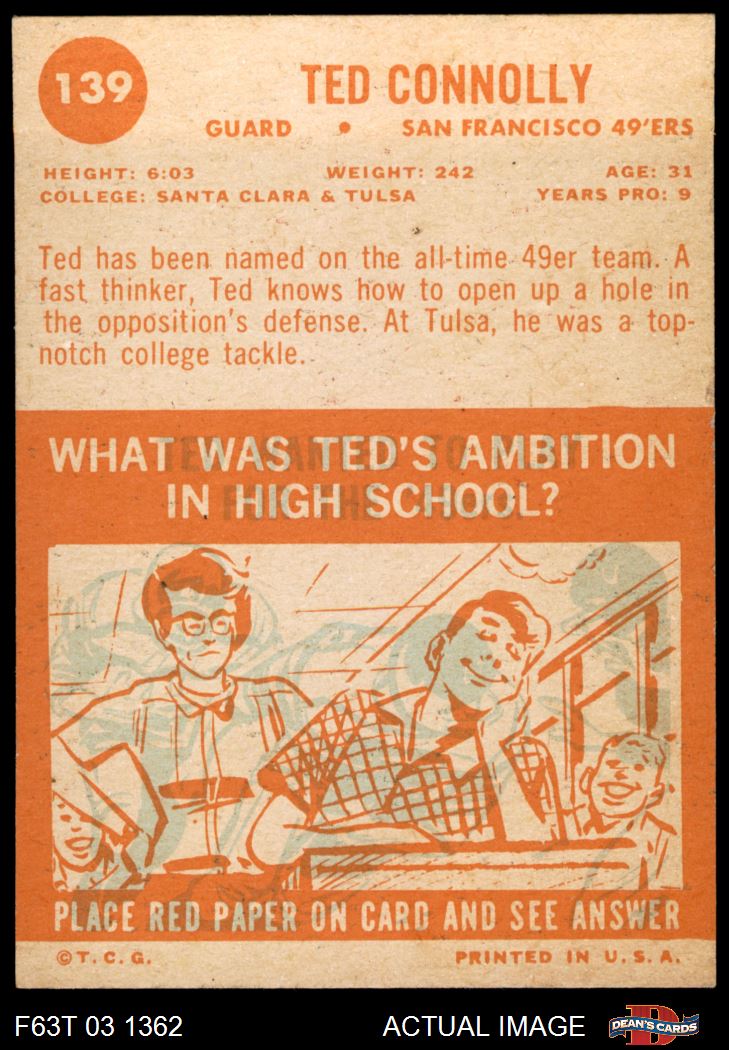 139
TED CONNOLLY
GUARD • SAN FRANCISCO 49'ERS
HEIGHT: 6:03 WEIGHT: 242 AGE: 31
COLLEGE: SANTA CLARA & TULSA YEARS PRO: 9
Ted has been named on the all-time 49er team. A
fast thinker, Ted knows how to open up a hole in
the opposition's defense. At Tulsa, he was a top-
notch college tackle.
WHAT WAS TED'S AMBITION
IN HIGH SCHOOL?
PLACE RED PAPER ON CARD AND SEE ANSWER
© T. C. G. PRINTED IN U. S. A.
F63T 03 1362 ACTUAL IMAGE DEAN'S CARDS